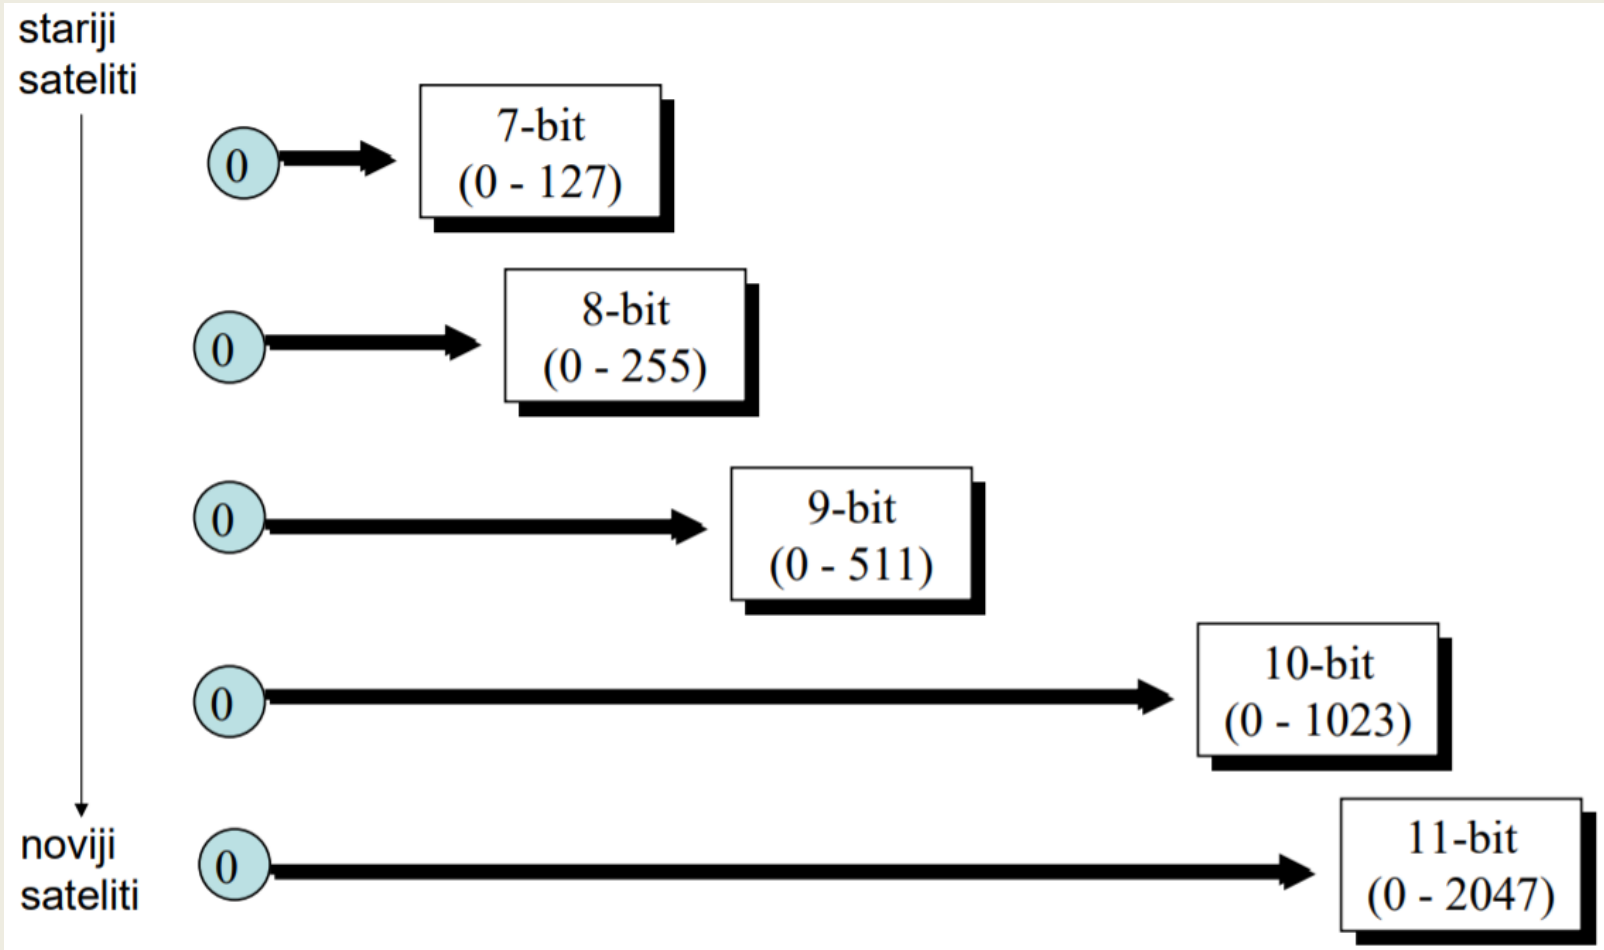 stariji
sateliti
0
7-bit
(0 - 127)
0
8-bit
(0 - 255)
0
9-bit
(0 - 511)
0
10-bit
(0 - 1023)
noviji
sateliti
0
11-bit
(0 - 2047)